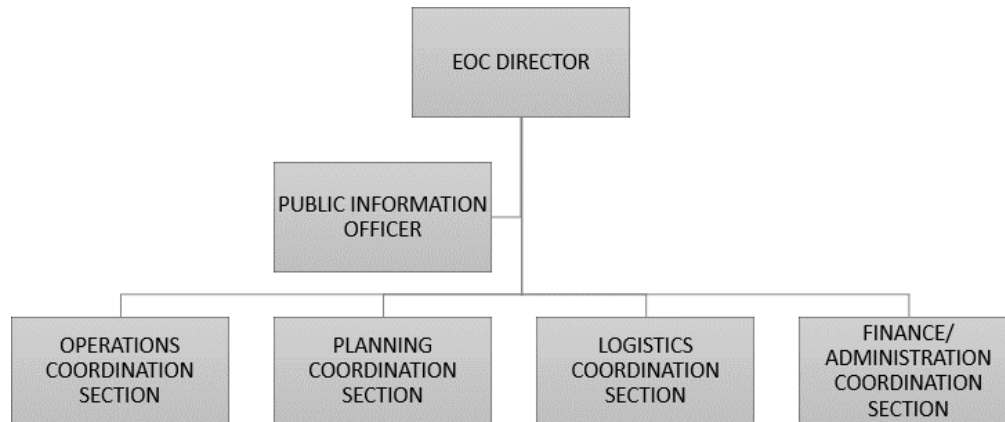 EOC DIRECTOR
PUBLIC INFORMATION
OFFICER
OPERATIONS
COORDINATION
SECTION
PLANNING
COORDINATION
SECTION
LOGISTICS
COORDINATION
SECTION
FINANCE/
ADMINISTRATION
COORDINATION
SECTION